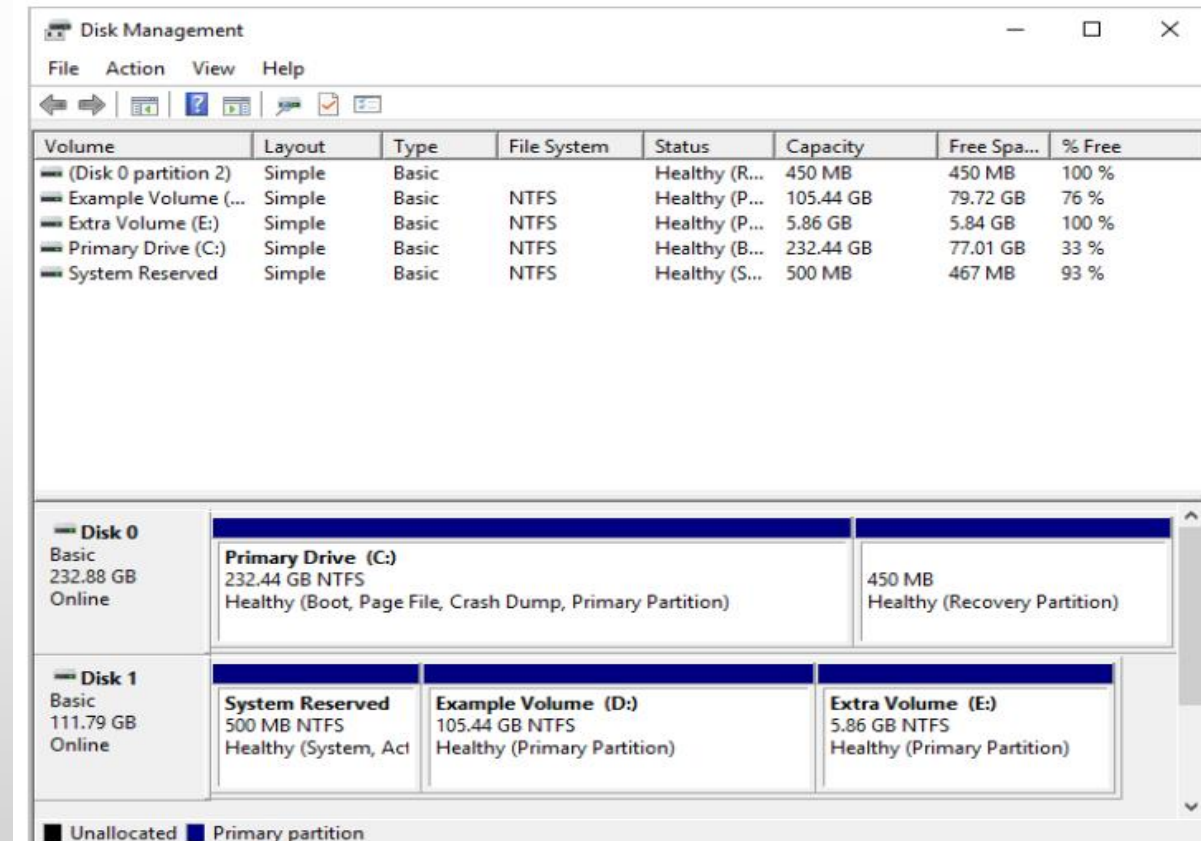 Disk Management
File Action View Help
Volume Layout Type File System Status Capacity Free Spa... % Free
(Disk 0 partition 2) Simple Basic Healthy (R... 450 MB 450 MB 100 %
Example Volume (... Simple Basic NTFS Healthy (P... 105.44 GB 79.72 GB 76 %
Extra Volume (E:) Simple Basic NTFS Healthy (P... 5.86 GB 5.84 GB 100 %
Primary Drive (C:) Simple Basic NTFS Healthy (B... 232.44 GB 77.01 GB 33 %
System Reserved Simple Basic NTFS Healthy (S... 500 MB 467 MB 93 %
Disk 0
Basic
232.88 GB
Online
Primary Drive (C:)
232.44 GB NTFS
Healthy (Boot, Page File, Crash Dump, Primary Partition)
450 MB
Healthy (Recovery Partition)
Disk 1
Basic
111.79 GB
Online
System Reserved
500 MB NTFS
Healthy (System, Act
Example Volume (D:)
105.44 GB NTFS
Healthy (Primary Partition)
Extra Volume (E:)
5.86 GB NTFS
Healthy (Primary Partition)
Unallocated Primary partition